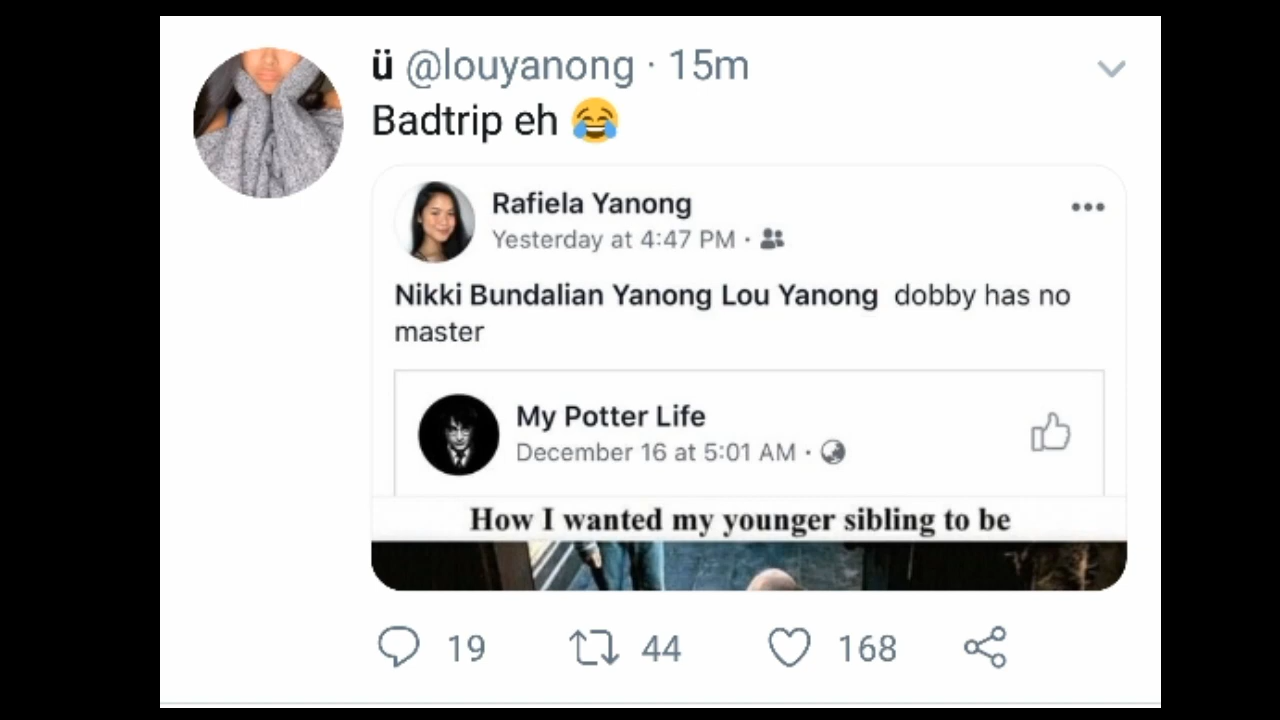 ü @louyanong · 15m
Badtrip eh 😂
Rafiela Yanong
Yesterday at 4:47 PM ·
Nikki Bundalian Yanong Lou Yanong dobby has no
master
My Potter Life
December 16 at 5:01 AM ·
How I wanted my younger sibling to be
19 44 168